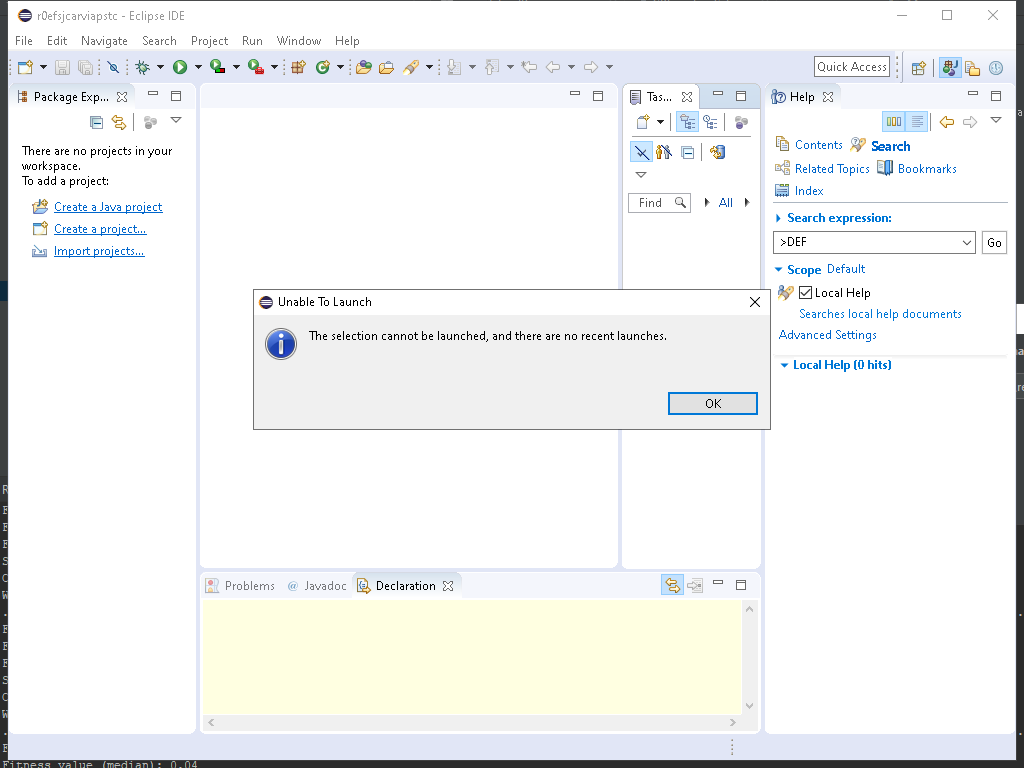 r0efsjcarviapstc - Eclipse IDE
File Edit Navigate Search Project Run Window Help
Quick Access
Package Exp...
Tas...
Help
There are no projects in your
workspace.
To add a project:
Create a Java project
Create a project...
Import projects...
Find
All
Contents
Search
Related Topics
Bookmarks
Index
Search expression:
>DEF
Go
Scope Default
Local Help
Searches local help documents
Advanced Settings
Local Help (0 hits)
Unable To Launch
The selection cannot be launched, and there are no recent launches.
OK
Problems
@ Javadoc
Declaration
Fitness value (median): 0.04